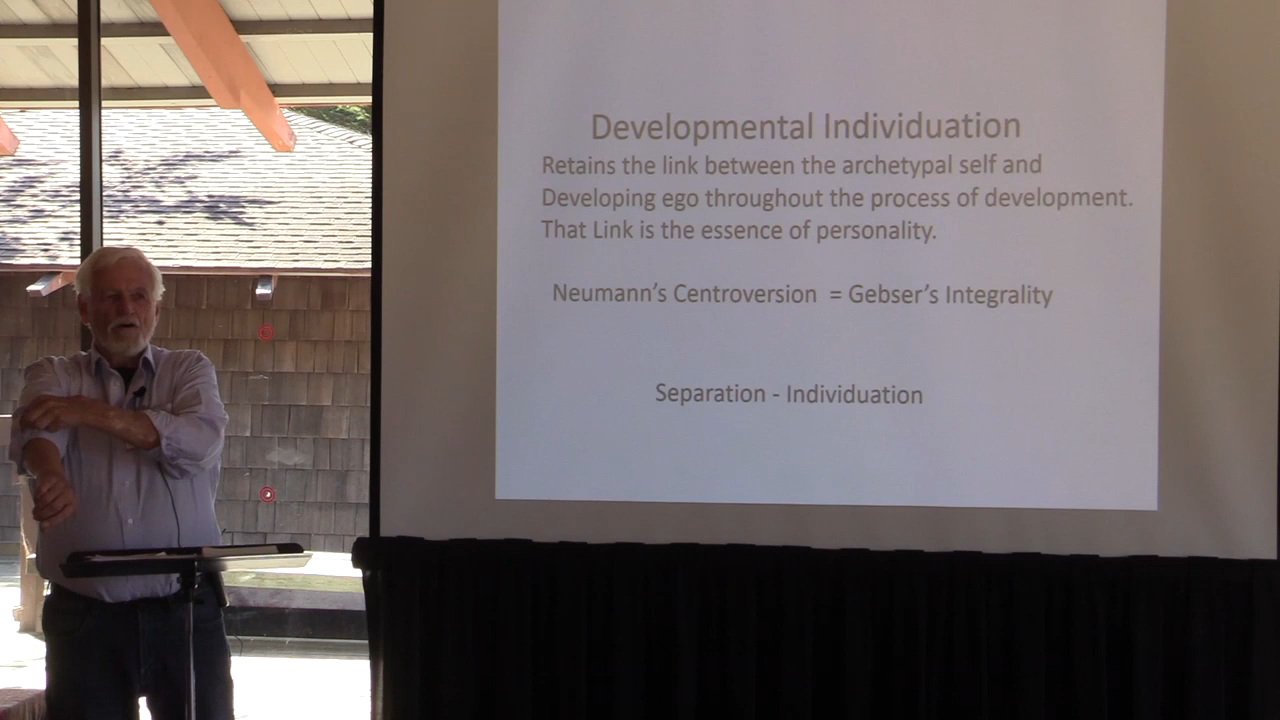 Developmental Individuation
Retains the link between the archetypal self and
Developing ego throughout the process of development.
That Link is the essence of personality.
Neumann's Centroversion = Gebser's Integrality
Separation - Individuation